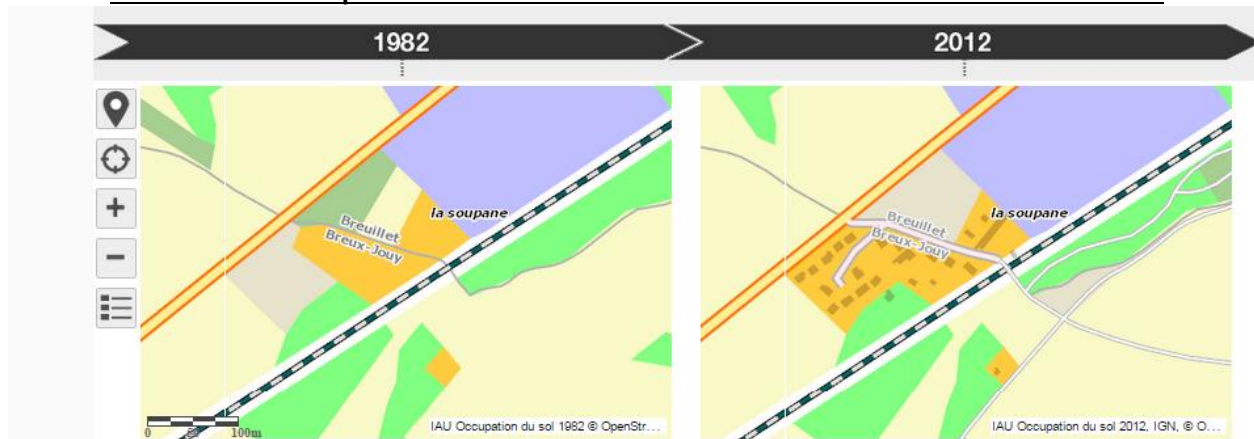 1982
2012
la soupane
Breuillet
Breux-Jouy
0
100m
IAU Occupation du sol 1982 © OpenStr...
la soupane
Breuillet
Breux-Jouy
IAU Occupation du sol 2012, IGN, © O...